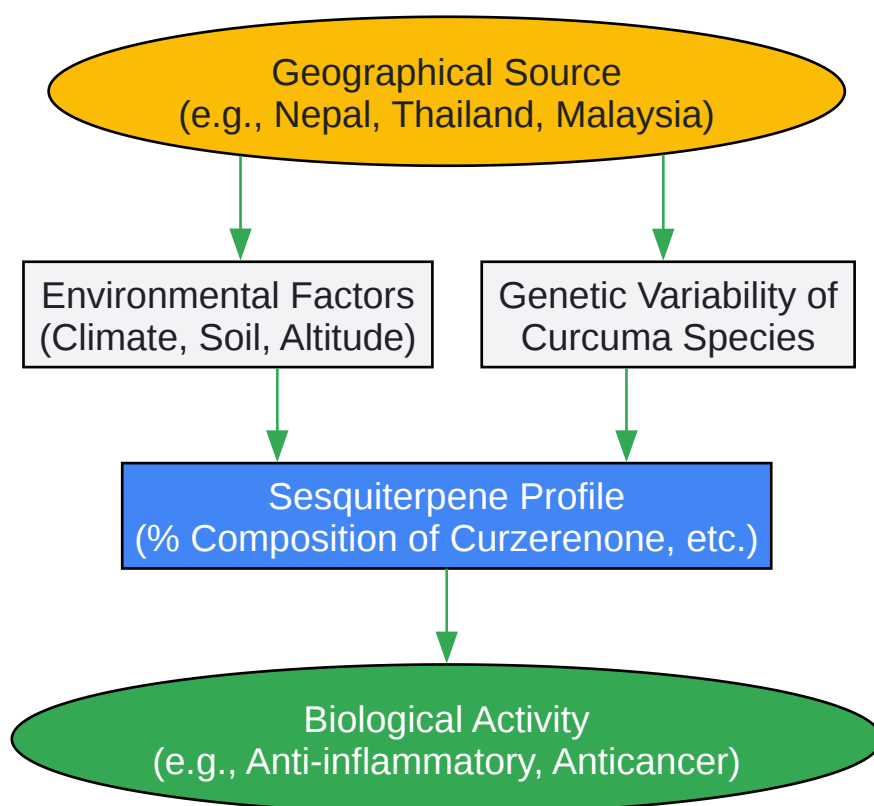 Geographical Source
(e.g., Nepal, Thailand, Malaysia)
Environmental Factors
(Climate, Soil, Altitude)
Genetic Variability of
Curcuma Species
Sesquiterpene Profile
(% Composition of Curzerenone, etc.)
Biological Activity
(e.g., Anti-inflammatory, Anticancer)